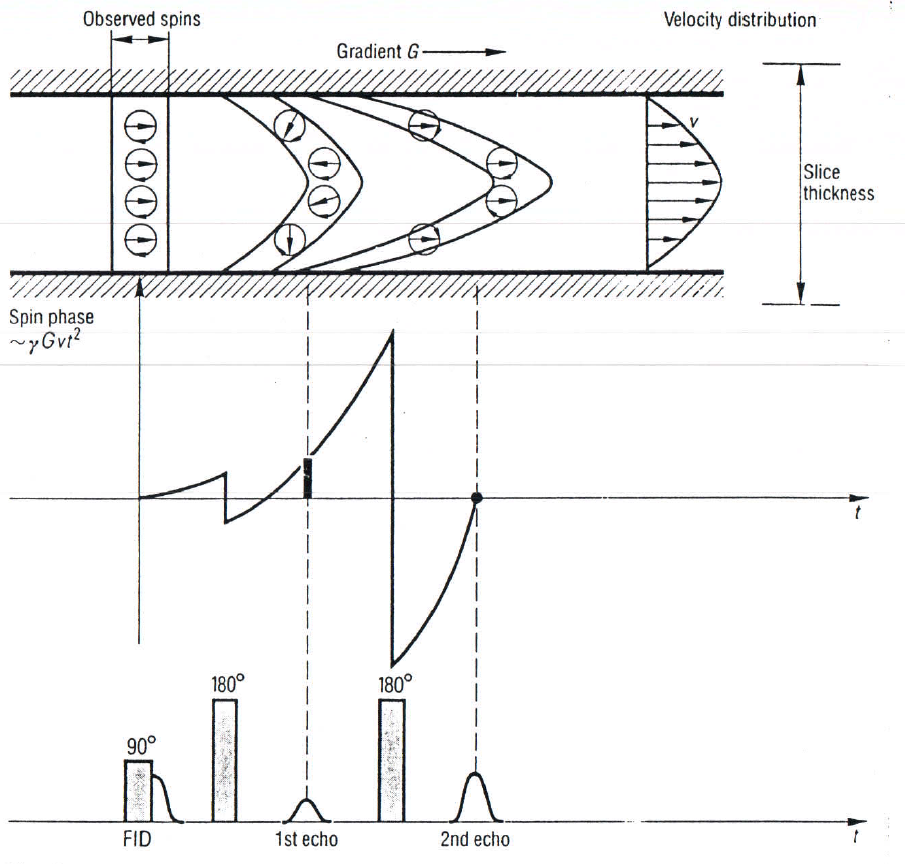 Observed spins
Velocity distribution
Gradient G
v
Slice
thickness
Spin phase
~γGvt²
t
180°
180°
90°
FID
1st echo
2nd echo
t